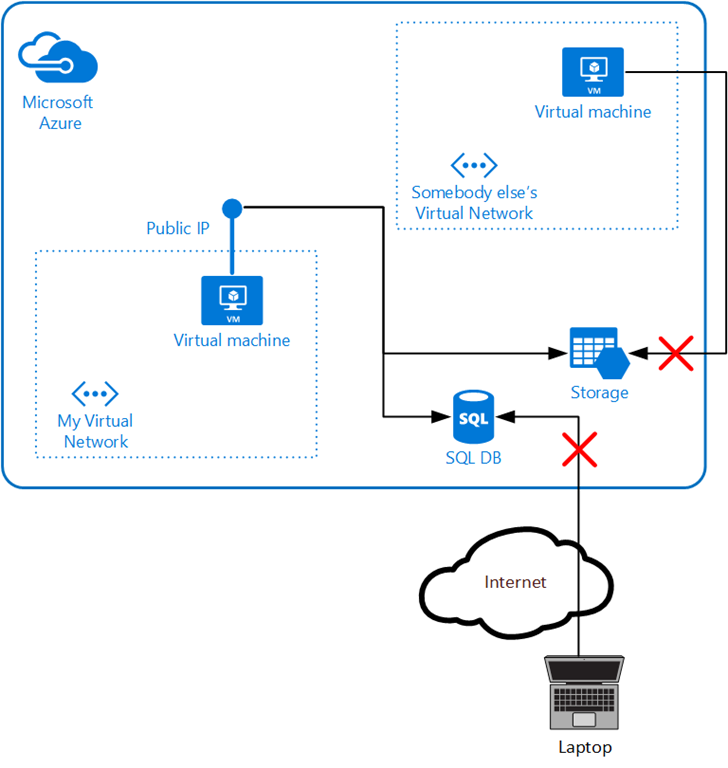 Microsoft
Azure
VM
Virtual machine
Somebody else's
Virtual Network
Public IP
VM
Virtual machine
My Virtual
Network
Storage
SQL
SQL DB
Internet
Laptop